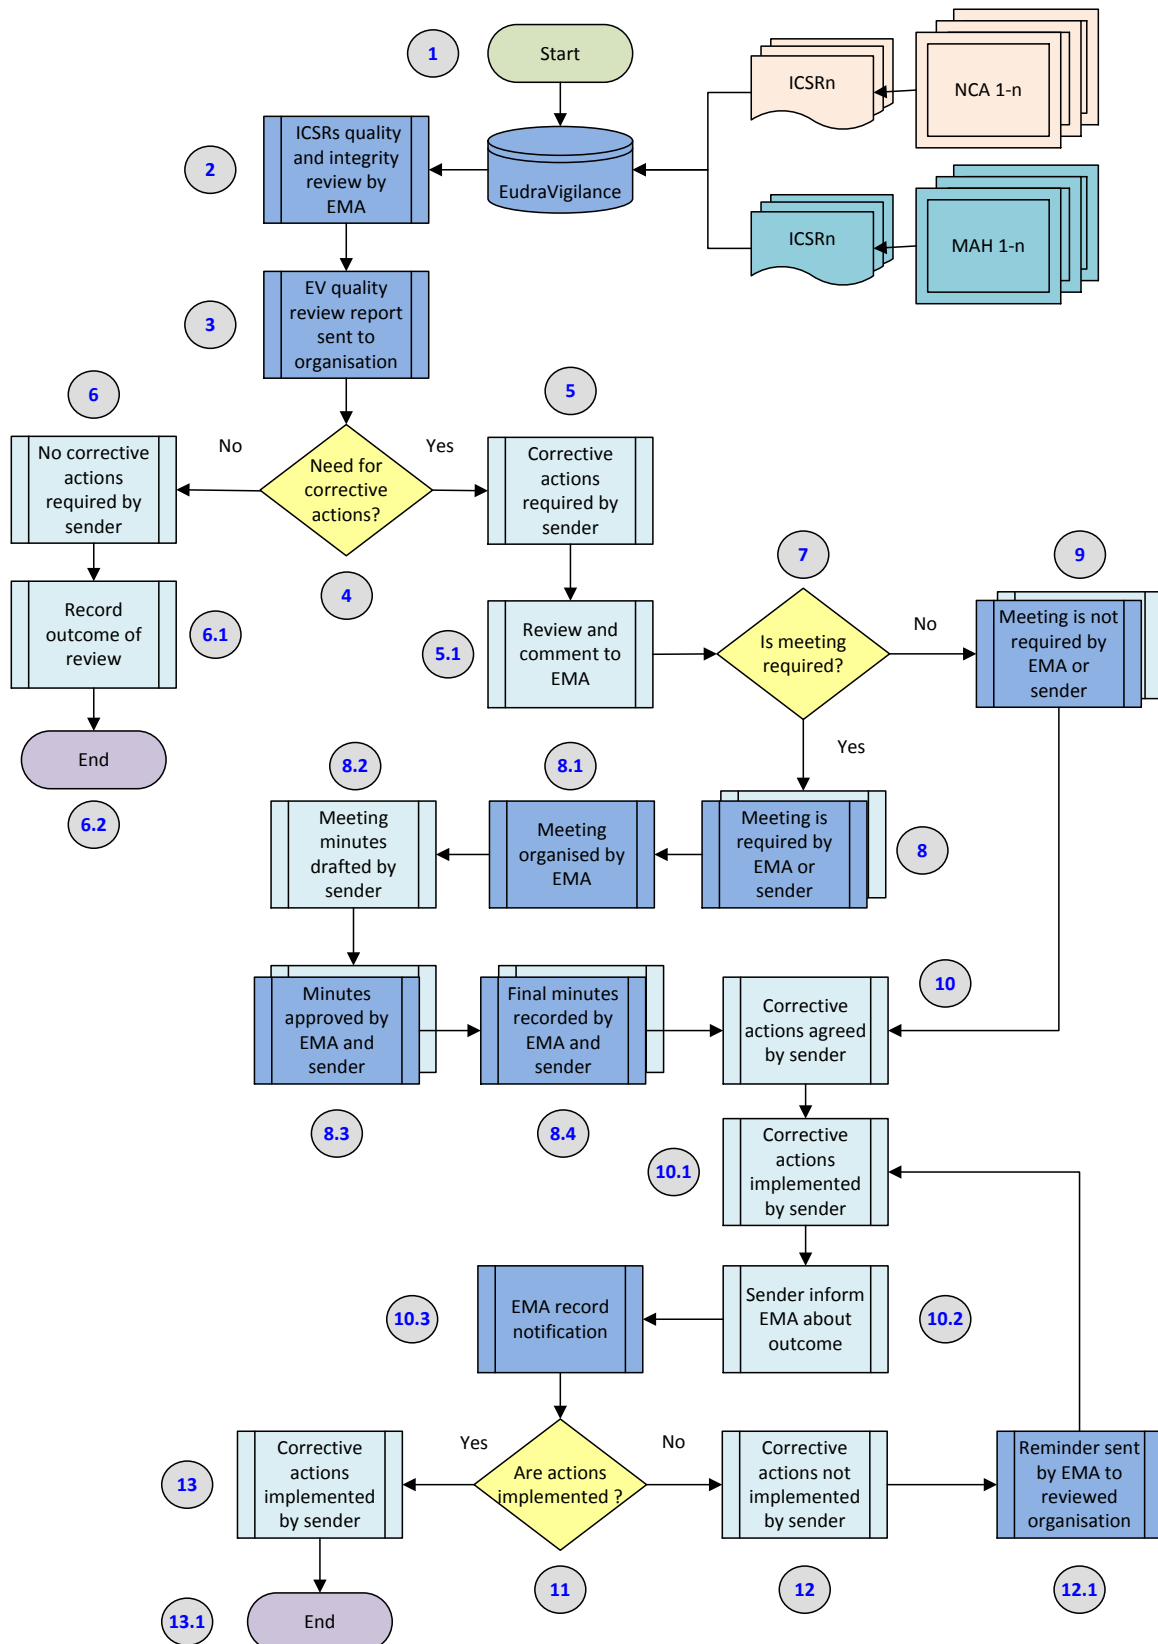 1
Start
ICSRn
NCA 1-n
2
ICSRs quality
and integrity
review by
EMA
EudraVigilance
ICSRn
MAH 1-n
3
EV quality
review report
sent to
organisation
6
5
No
Yes
No corrective
actions
required by
sender
Need for
corrective
actions?
Corrective
actions
required by
sender
4
7
9
Record
outcome of
review
6.1
5.1
Review and
comment to
EMA
Is meeting
required?
No
Meeting is not
required by
EMA or
sender
End
6.2
Yes
8.2
8.1
Meeting
minutes
drafted by
sender
Meeting
organised by
EMA
Meeting is
required by
EMA or
sender
8
Minutes
approved by
EMA and
sender
Final minutes
recorded by
EMA and
sender
Corrective
actions agreed
by sender
10
8.3
8.4
10.1
Corrective
actions
implemented
by sender
10.3
EMA record
notification
Sender inform
EMA about
outcome
10.2
Yes
No
13
Corrective
actions
implemented
by sender
Are actions
implemented ?
Corrective
actions not
implemented
by sender
Reminder sent
by EMA to
reviewed
organisation
11
12
12.1
13.1
End